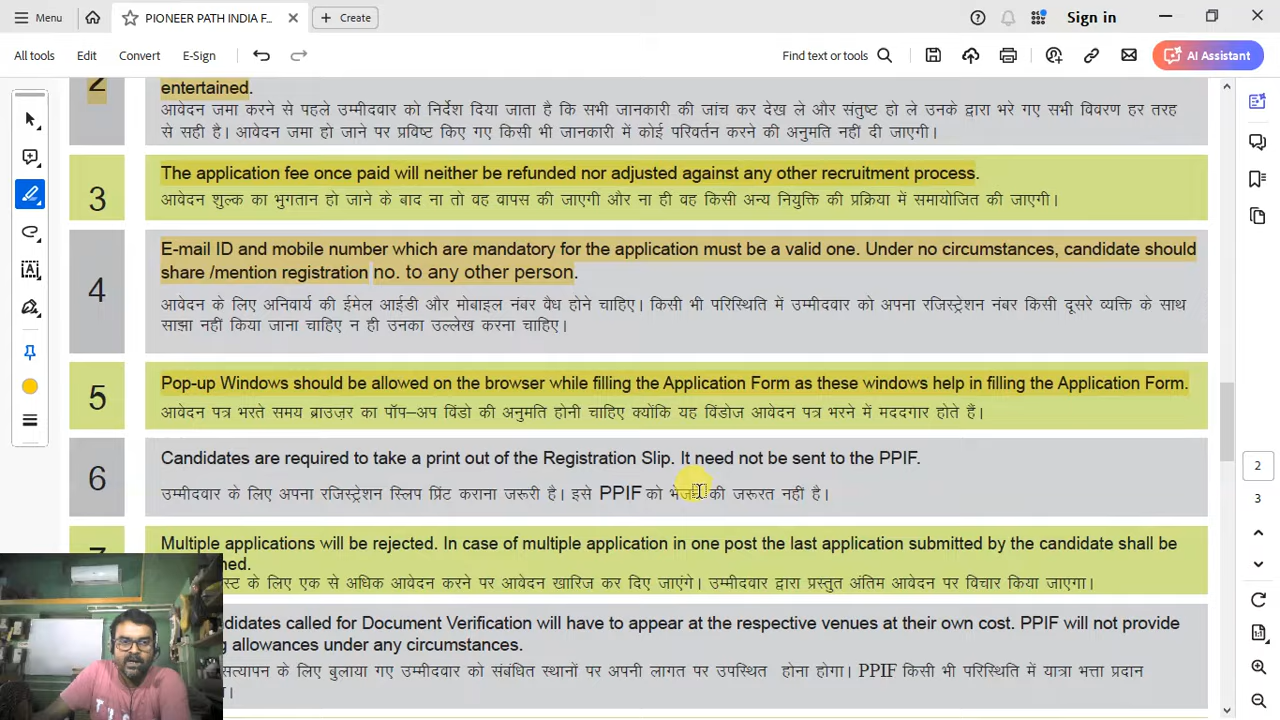 Menu
PIONEER PATH INDIA F...
Create
Sign in
All tools
Edit
Convert
E-Sign
Find text or tools
AI Assistant
2
entertained.
आवेदन जमा करने से पहले उम्मीदवार को निर्देश दिया जाता है कि सभी जानकारी की जांच कर देख ले और संतुष्ट हो ले उनके द्वारा भरे गए सभी विवरण हर तरह
से सही है। आवेदन जमा हो जाने पर प्रविष्ट किए गए किसी भी जानकारी में कोई परिवर्तन करने की अनुमति नहीं दी जाएगी।
3
The application fee once paid will neither be refunded nor adjusted against any other recruitment process.
आवेदन शुल्क का भुगतान हो जाने के बाद ना तो वह वापस की जाएगी और ना ही वह किसी अन्य नियुक्ति की प्रक्रिया में समायोजित की जाएगी।
4
E-mail ID and mobile number which are mandatory for the application must be a valid one. Under no circumstances, candidate should
share /mention registration no. to any other person.
आवेदन के लिए अनिवार्य की ईमेल आईडी और मोबाइल नंबर वैध होने चाहिए। किसी भी परिस्थिति में उम्मीदवार को अपना रजिस्ट्रेशन नंबर किसी दूसरे व्यक्ति के साथ
साझा नहीं किया जाना चाहिए न ही उनका उल्लेख करना चाहिए।
5
Pop-up Windows should be allowed on the browser while filling the Application Form as these windows help in filling the Application Form.
आवेदन पत्र भरते समय ब्राउज़र का पॉप–अप विंडो की अनुमति होनी चाहिए क्योंकि यह विंडोज आवेदन पत्र भरने में मददगार होते हैं।
6
Candidates are required to take a print out of the Registration Slip. It need not be sent to the PPIF.
उम्मीदवार के लिए अपना रजिस्ट्रेशन स्लिप प्रिंट कराना जरूरी है। इसे PPIF को भेजने की जरूरत नहीं है।
Multiple applications will be rejected. In case of multiple application in one post the last application submitted by the candidate shall be
के लिए एक से अधिक आवेदन करने पर आवेदन खारिज कर दिए जाएंगे। उम्मीदवार द्वारा प्रस्तुत अंतिम आवेदन पर विचार किया जाएगा।
called for Document Verification will have to appear at the respective venues at their own cost. PPIF will not provide
allowances under any circumstances.
के लिए बुलाया गए उम्मीदवार को संबंधित स्थानों पर अपनी लागत पर उपस्थित होना होगा। PPIF किसी भी परिस्थिति में यात्रा भत्ता प्रदान
2
3